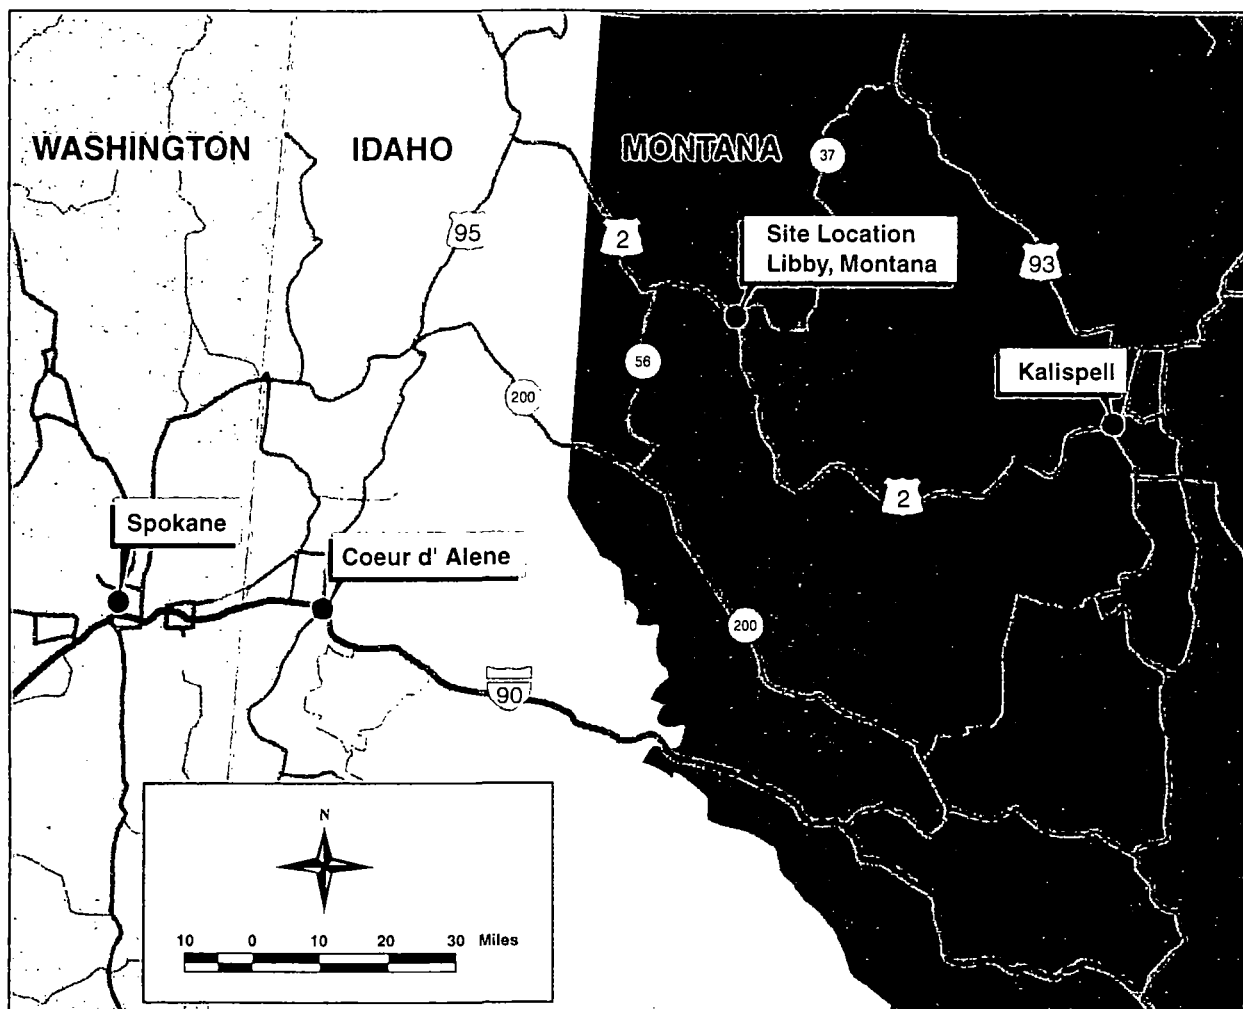 WASHINGTON
IDAHO
MONTANA
37
95
2
Site Location
Libby, Montana
93
56
Kalispell
200
2
Spokane
Coeur d' Alene
200
90
N
10 0 10 20 30 Miles